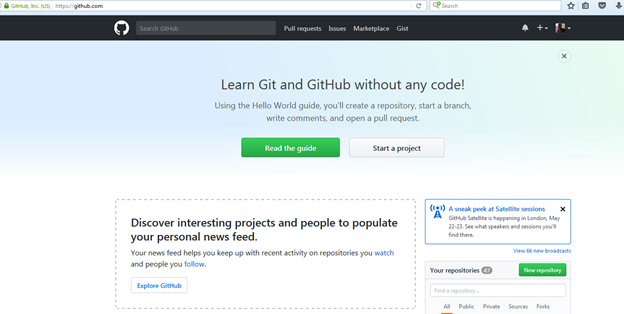 GitHub, Inc. (US)
https://github.com
Search
Search GitHub
Pull requests
Issues
Marketplace
Gist
Learn Git and GitHub without any code!
Using the Hello World guide, you'll create a repository, start a branch,
write comments, and open a pull request.
Read the guide
Start a project
Discover interesting projects and people to populate
your personal news feed.
Your news feed helps you keep up with recent activity on repositories you watch
and people you follow.
Explore GitHub
A sneak peek at Satellite sessions
GitHub Satellite is happening in London, May
22-23. See what speakers and sessions you'll
find there.
View 66 new broadcasts
Your repositories 47
New repository
Find a repository...
All
Public
Private
Sources
Forks